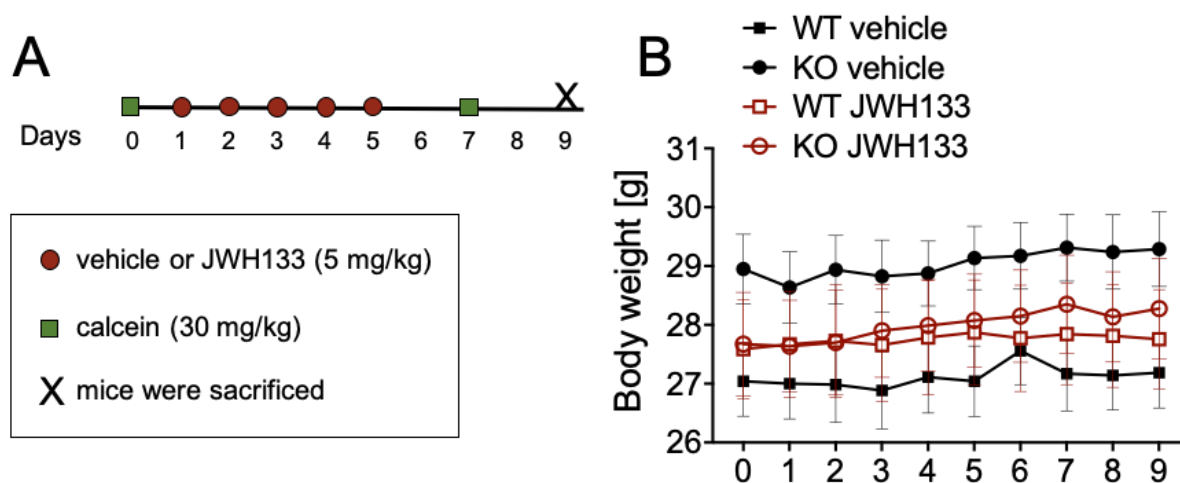 A
X
Days 0 1 2 3 4 5 6 7 8 9
vehicle or JWH133 (5 mg/kg)
calcein (30 mg/kg)
X mice were sacrificed
B
WT vehicle
KO vehicle
WT JWH133
KO JWH133
Body weight [g]
31
30
29
28
27
26
0 1 2 3 4 5 6 7 8 9